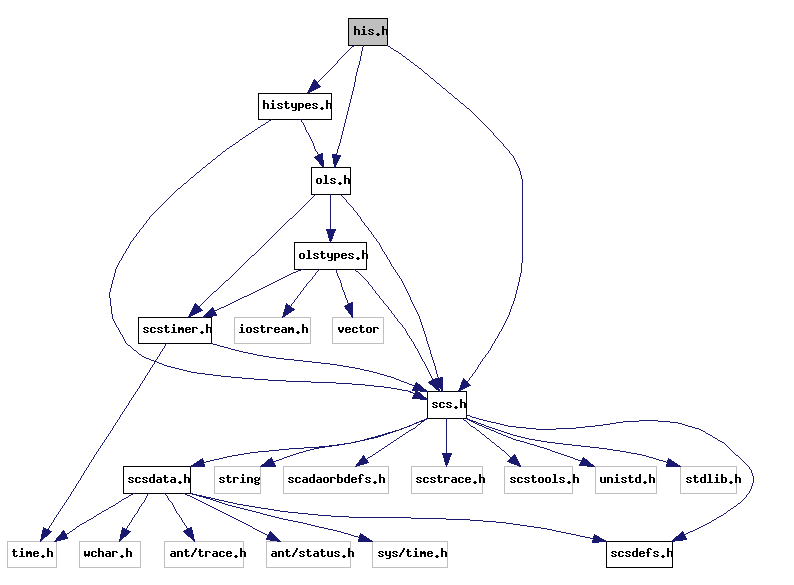 his.h
histypes.h
ols.h
olstypes.h
scstimer.h
iostream.h
vector
scs.h
scsdata.h
string
scadaorbdefs.h
scstrace.h
scstools.h
unistd.h
stdlib.h
time.h
wchar.h
ant/trace.h
ant/status.h
sys/time.h
scsdefs.h